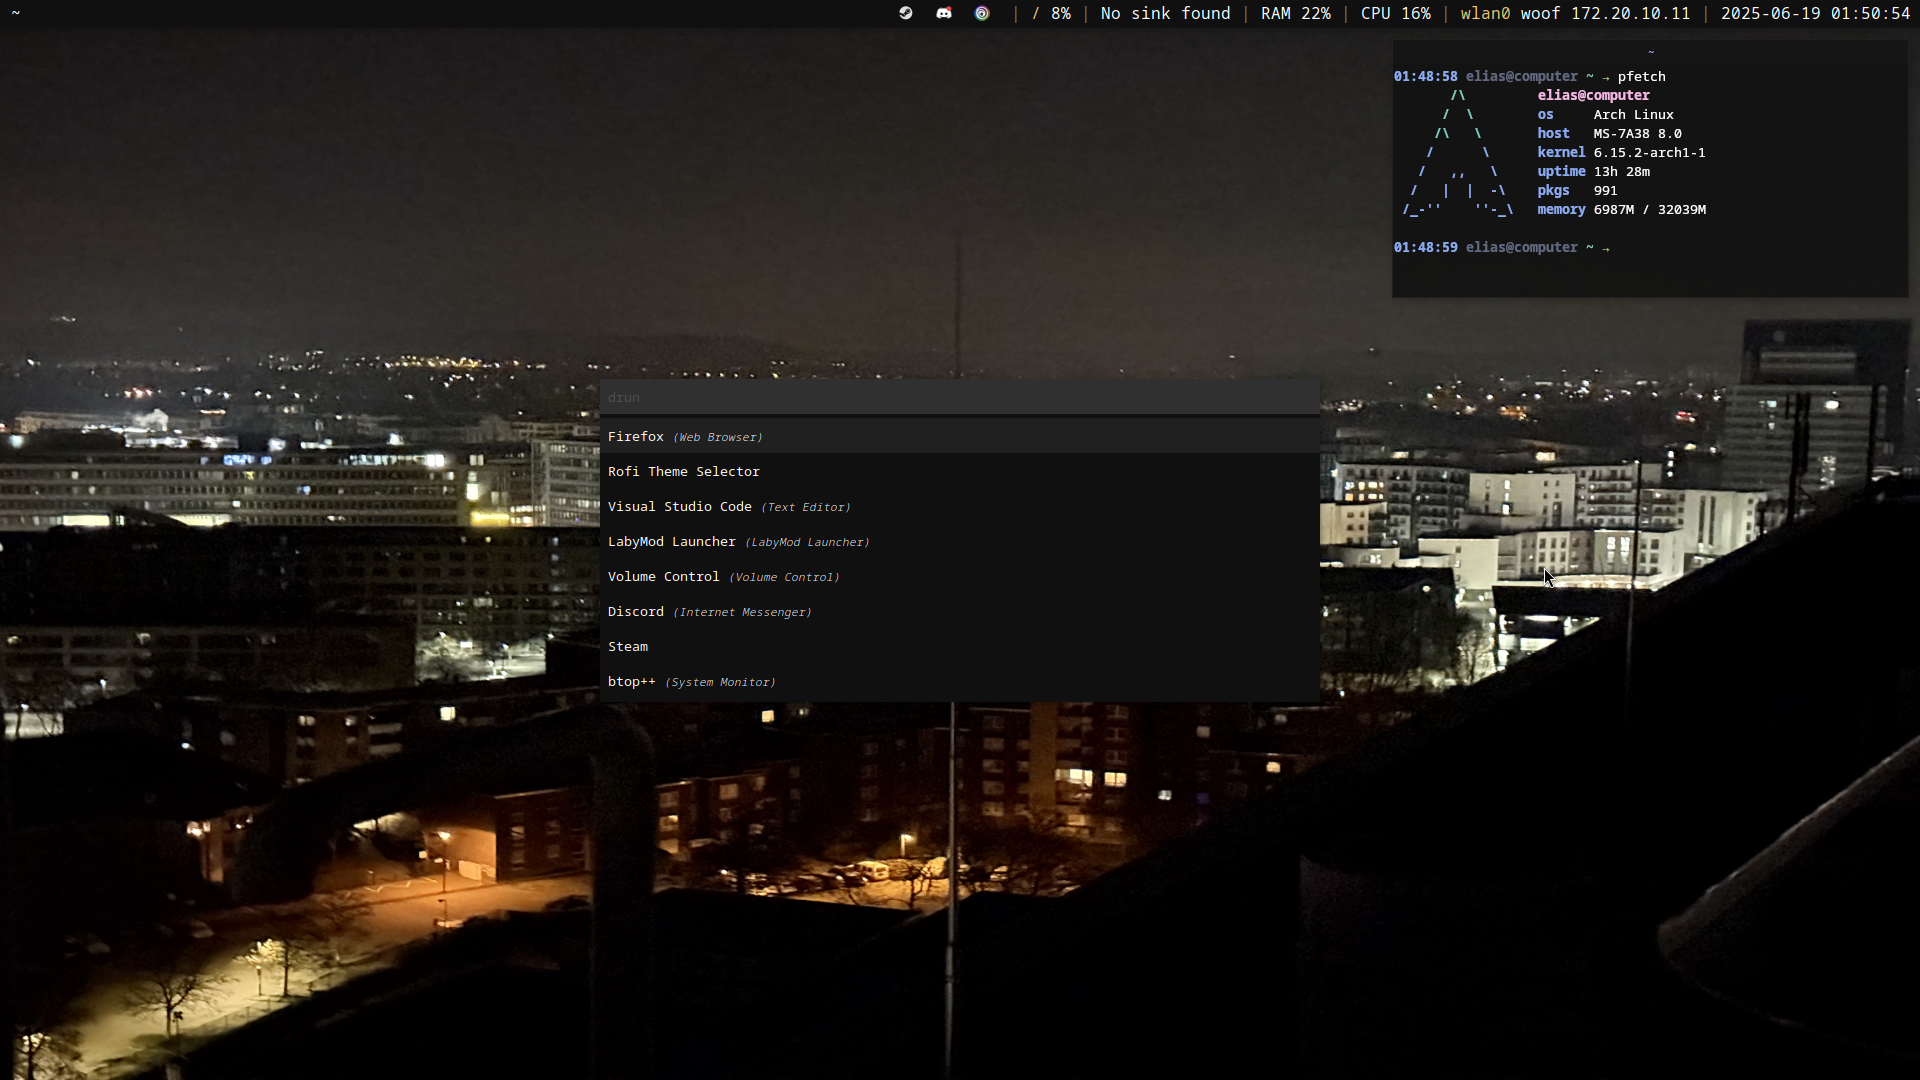 ~
/ 8% | No sink found | RAM 22% | CPU 16% | wlan0 woof 172.20.10.11 | 2025-06-19 01:50:54
~
01:48:58 elias@computer ~ → pfetch
/\ elias@computer
/ \ os Arch Linux
/\ \ host MS-7A38 8.0
/ \ kernel 6.15.2-arch1-1
/ ,, \ uptime 13h 28m
/ | | -\ pkgs 991
/_-'' ''-_\ memory 6987M / 32039M
01:48:59 elias@computer ~ →
drun
Firefox (Web Browser)
Rofi Theme Selector
Visual Studio Code (Text Editor)
LabyMod Launcher (LabyMod Launcher)
Volume Control (Volume Control)
Discord (Internet Messenger)
Steam
btop++ (System Monitor)